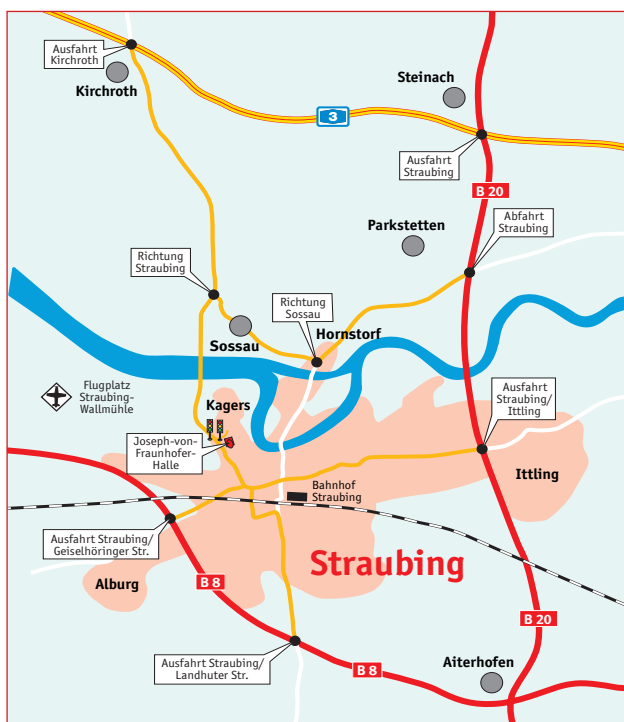 Ausfahrt
Kirchroth
Kirchroth
Steinach
3
Ausfahrt
Straubing
B 20
Parkstetten
Abfahrt
Straubing
Richtung
Straubing
Richtung
Sossau
Hornstorf
Sossau
Flugplatz
Straubing-
Wallmühle
Kagers
Ausfahrt
Straubing/
Ittling
Joseph-von-
Fraunhofer-
Halle
Ittling
Bahnhof
Straubing
Ausfahrt Straubing/
Geiselhöringer Str.
Straubing
Alburg
B 8
B 20
Ausfahrt Straubing/
Landhuter Str.
B 8
Aiterhofen